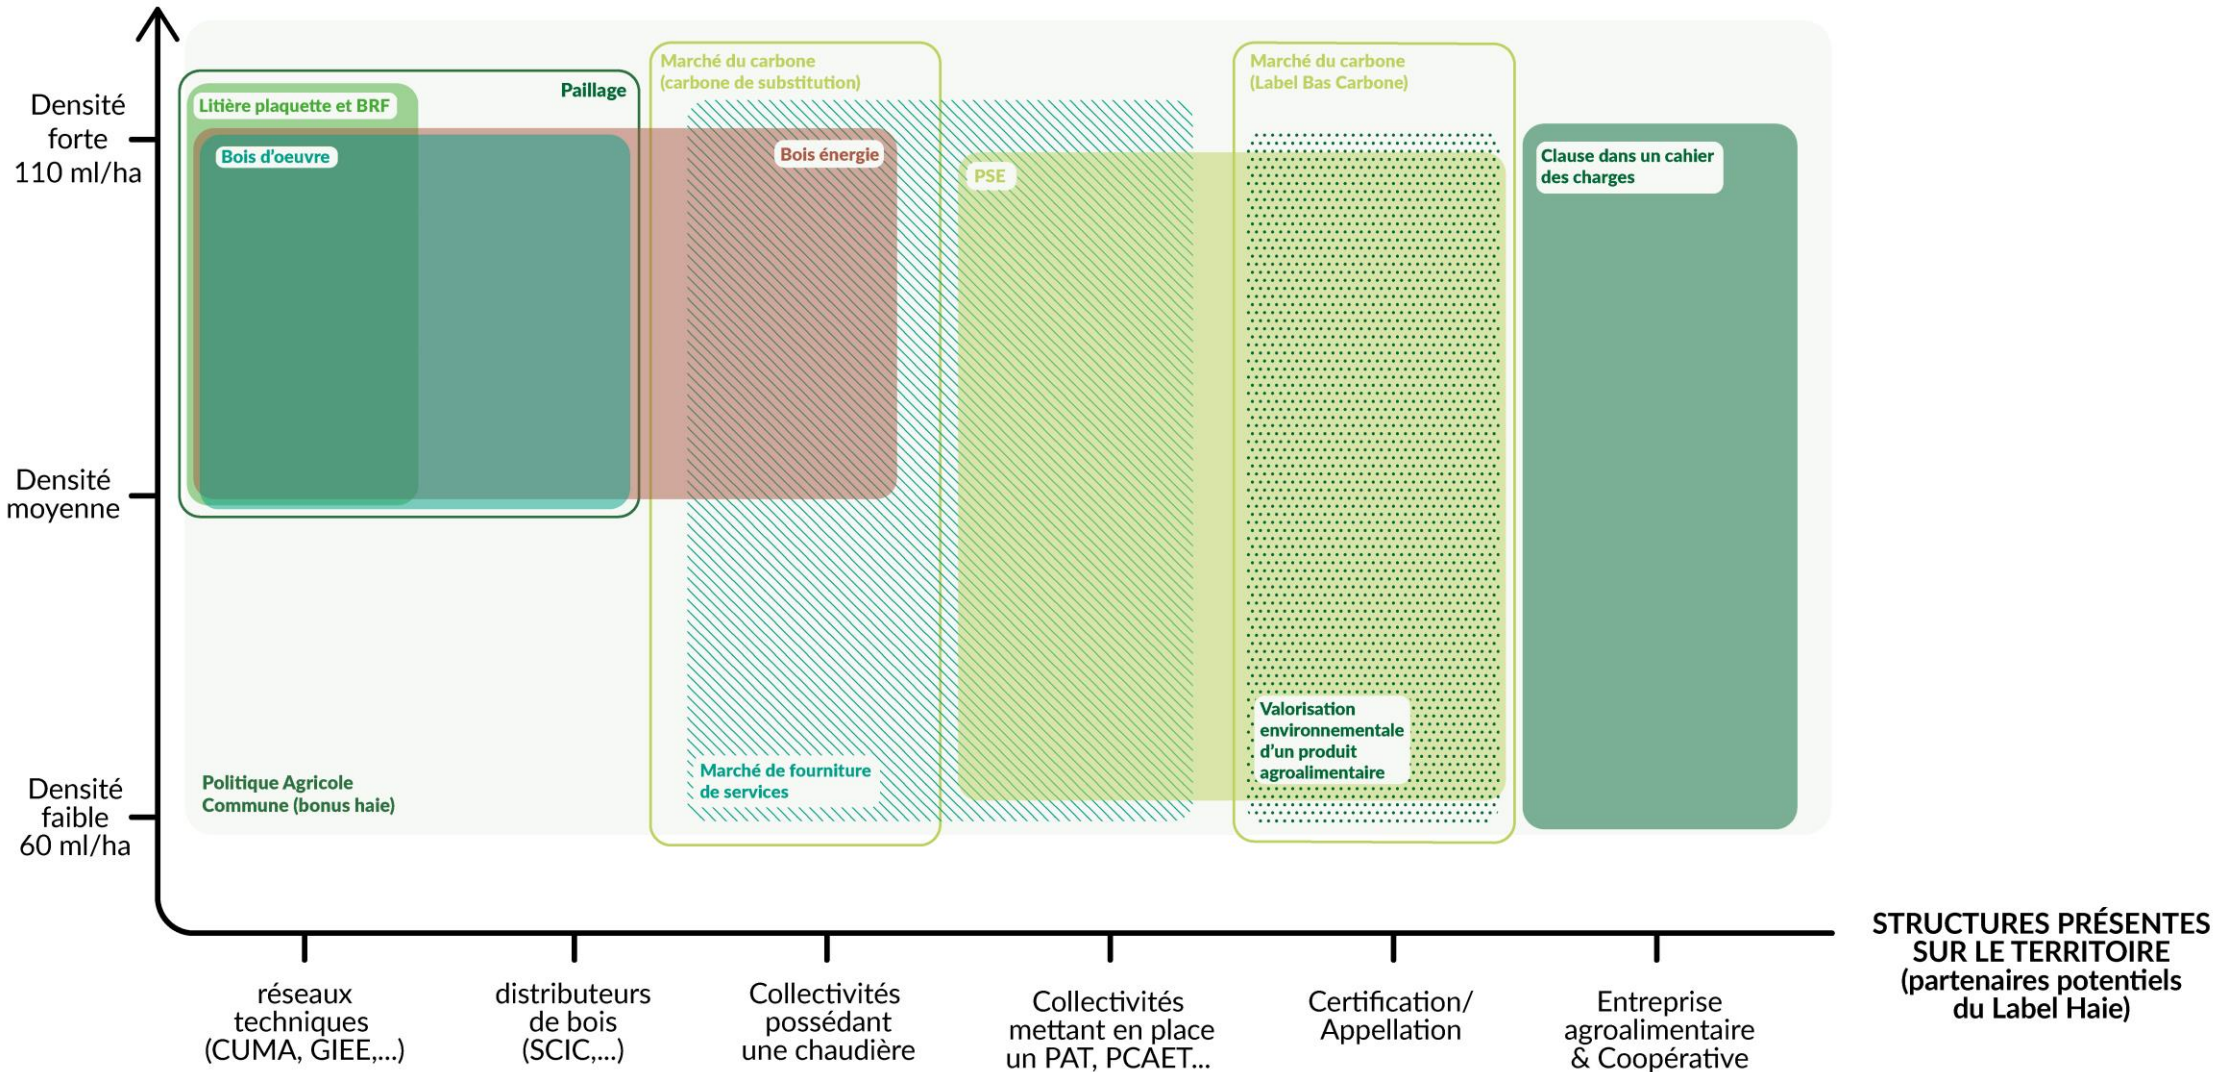 Densité
forte
110 ml/ha
Densité
moyenne
Densité
faible
60 ml/ha
Litière plaquette et BRF
Paillage
Bois d'oeuvre
Marché du carbone
(carbone de substitution)
Bois énergie
PSE
Marché du carbone
(Label Bas Carbone)
Clause dans un cahier
des charges
Politique Agricole
Commune (bonus haie)
Marché de fourniture
de services
Valorisation
environnementale
d'un produit
agroalimentaire
réseaux
techniques
(CUMA, GIEE,...)
distributeurs
de bois
(SCIC,...)
Collectivités
possédant
une chaudière
Collectivités
mettant en place
un PAT, PCAET...
Certification/
Appellation
Entreprise
agroalimentaire
& Coopérative
STRUCTURES PRÉSENTES
SUR LE TERRITOIRE
(partenaires potentiels
du Label Haie)